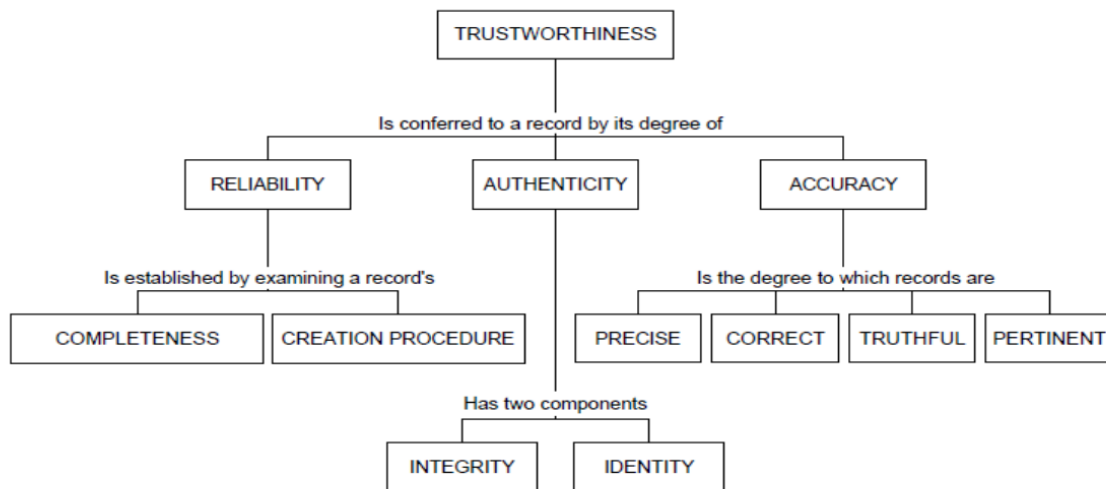 TRUSTWORTHINESS
Is conferred to a record by its degree of
RELIABILITY
AUTHENTICITY
ACCURACY
Is established by examining a record's
Is the degree to which records are
COMPLETENESS
CREATION PROCEDURE
PRECISE
CORRECT
TRUTHFUL
PERTINENT
Has two components
INTEGRITY
IDENTITY